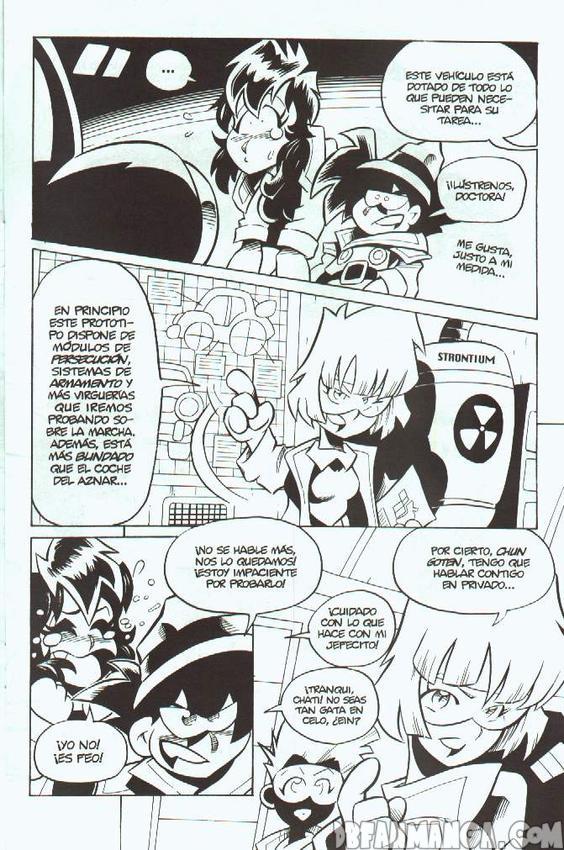 ...
ESTE VEHÍCULO ESTÁ
DOTADO DE TODO LO
QUE PUEDEN NECE-
SITAR PARA SU
TAREA...
¡ILÚSTRENOS,
DOCTORA!
ME GUSTA,
JUSTO A MI
MEDIDA...
EN PRINCIPIO
ESTE PROTOTI-
PO DISPONE DE
MÓDULOS DE
PERSECUCIÓN,
SISTEMAS DE
ARMAMENTO Y
MÁS VIRGUERÍAS
QUE IREMOS
PROBANDO SO-
BRE LA MARCHA.
ADEMÁS, ESTÁ
MÁS BLINDADO
QUE EL COCHE
DEL AZNAR...
STRONTIUM
¡NO SE HABLE MÁS,
NOS LO QUEDAMOS!
¡ESTOY IMPACIENTE
POR PROBARLO!
¡YO NO!
¡ES FEO!
POR CIERTO, CHUN
GOTEN, TENGO QUE
HABLAR CONTIGO
EN PRIVADO...
¡CUIDADO
CON LO QUE
HACE CON MI
JEFECITO!
¡TRANQUI,
CHATI! NO SEAS
TAN GATA EN
CELO, ¿EIN?
DBFANMANGA.COM